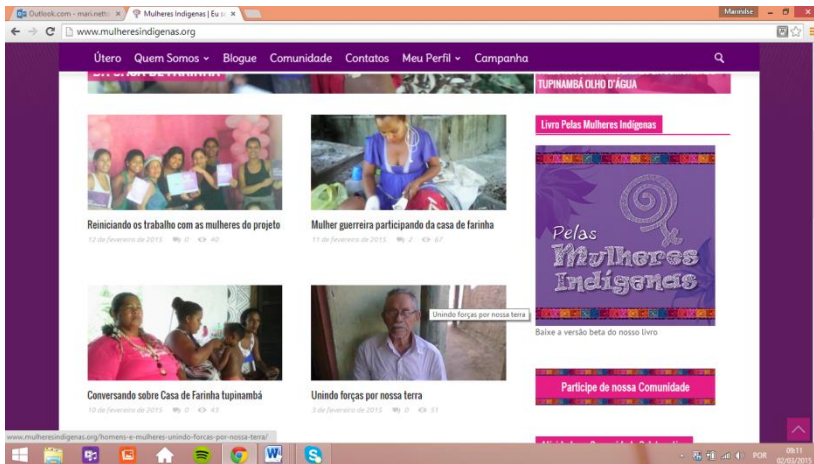 Outlook.com - mari.nett
Mulheres Indígenas | Eu s
Marinilse
www.mulheresindigenas.org
Útero Quem Somos Blogue Comunidade Contatos Meu Perfil Campanha
DA CASA DE FARINHA
TUPINAMBÁ OLHO D'ÁGUA
Livro Pelas Mulheres Indígenas
Pelas
Mulheres
Indígenas
Baixe a versão beta do nosso livro
Reiniciando os trabalho com as mulheres do projeto
12 de fevereiro de 2015 0 40
Mulher guerreira participando da casa de farinha
11 de fevereiro de 2015 2 67
Unindo forças por nossa terra
Conversando sobre Casa de Farinha tupinambá
10 de fevereiro de 2015 0 43
Unindo forças por nossa terra
3 de fevereiro de 2015 0 51
Participe de nossa Comunidade
www.mulheresindigenas.org/homens-e-mulheres-unindo-forcas-por-nossa-terra/
POR
09:11
02/03/2015